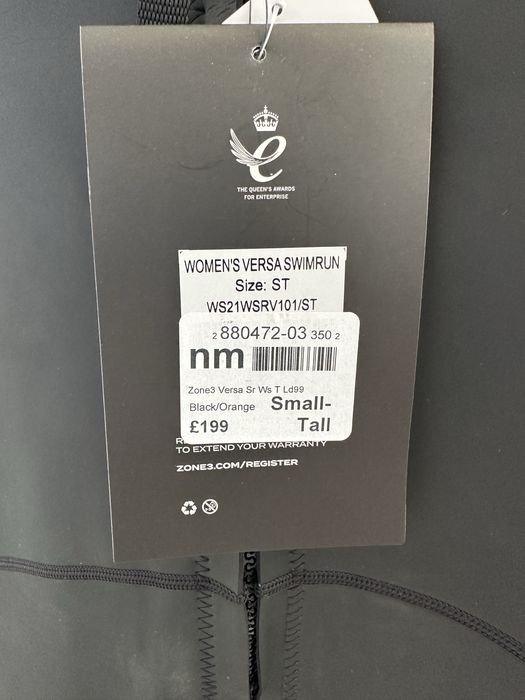 e
THE QUEEN'S AWARDS
FOR ENTERPRISE
WOMEN'S VERSA SWIMRUN
Size: ST
WS21WSRV101/ST
2 880472-03 350 2
nm
Zone3 Versa Sr Ws T Ld99
Black/Orange Small-
£199 Tall
TO EXTEND YOUR WARRANTY
ZONE3.COM/REGISTER